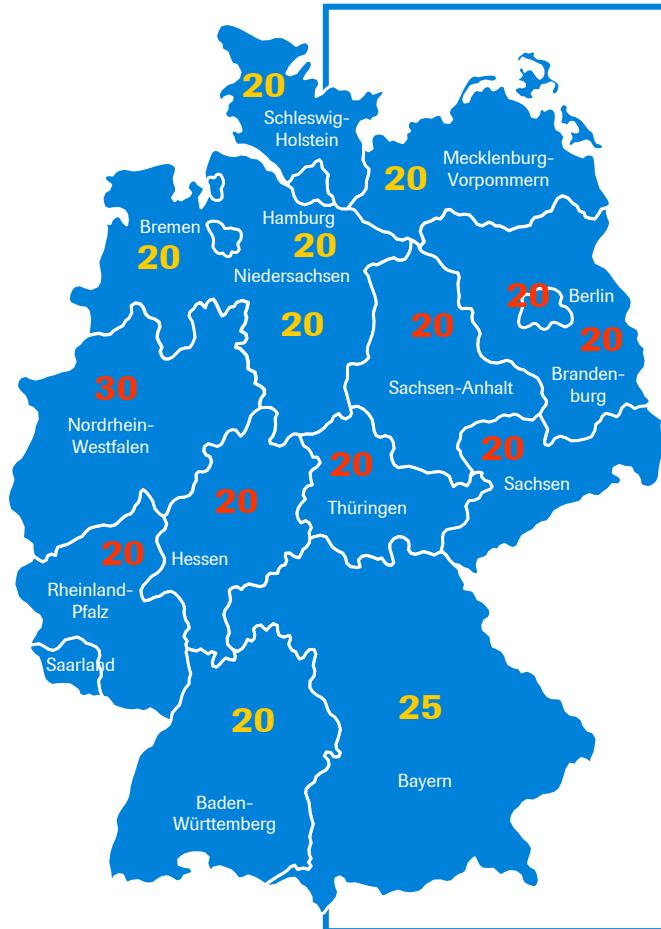 20
Schleswig-
Holstein
Mecklenburg-
Vorpommern
20
Hamburg
20
Bremen
20
Niedersachsen
20
20
Berlin
20
Branden-
burg
20
Sachsen-Anhalt
30
Nordrhein-
Westfalen
20
Sachsen
20
Thüringen
20
Hessen
20
Rheinland-
Pfalz
Saarland
20
Baden-
Württemberg
25
Bayern